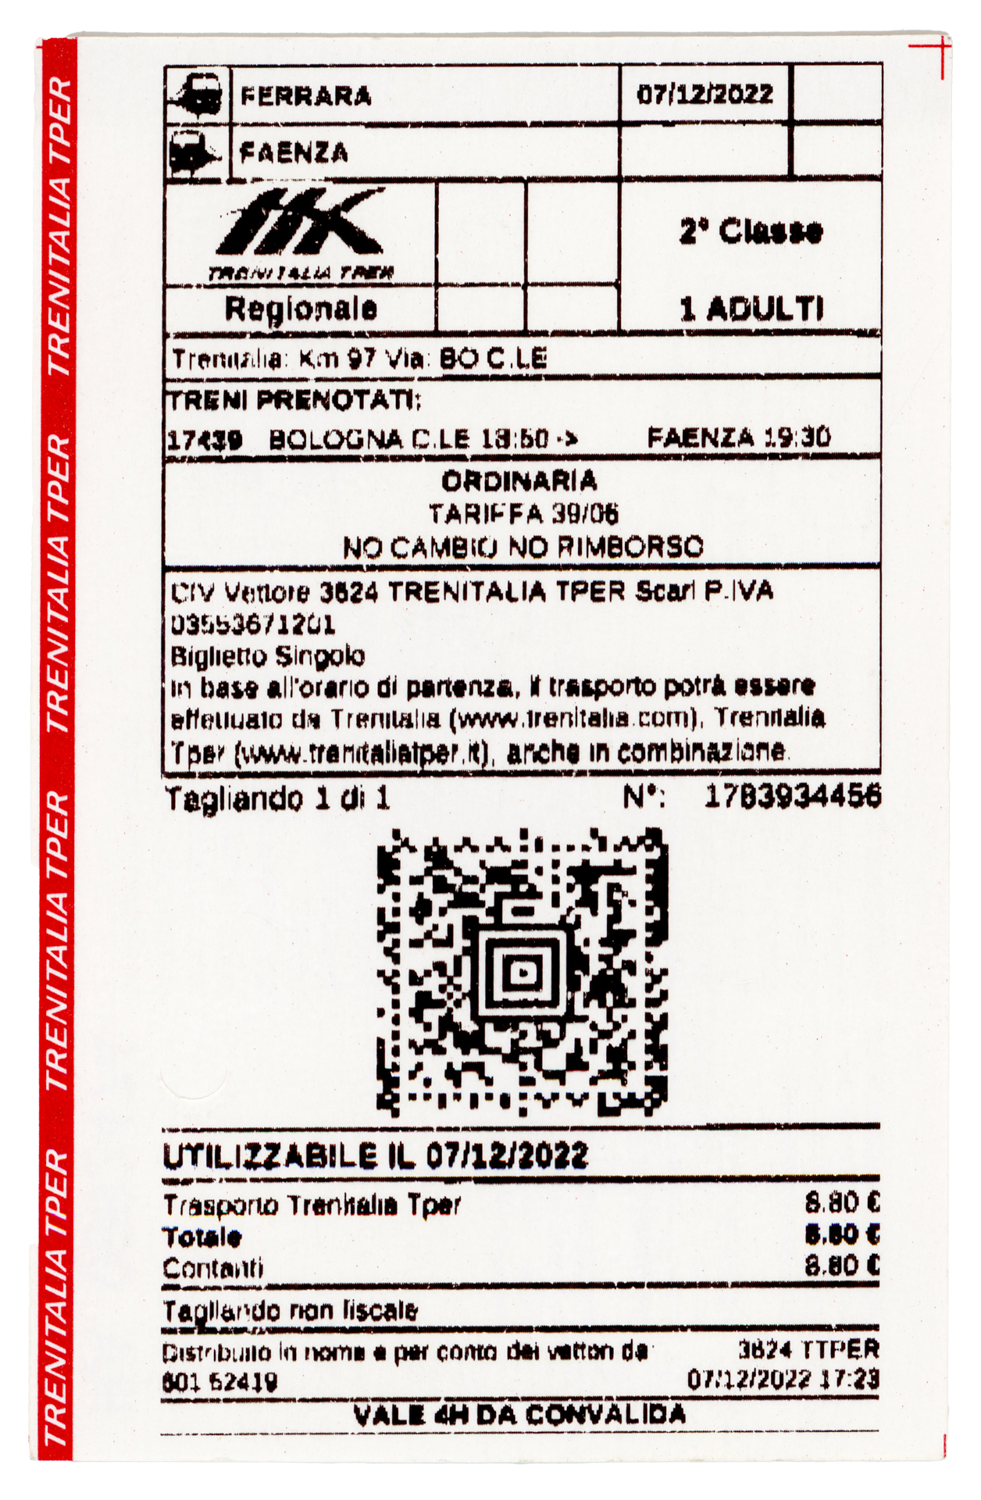 TRENITALIA TPER TRENITALIA TPER TRENITALIA TPER TRENITALIA TPER
FERRARA 07/12/2022
FAENZA
TRENITALIA TPER
2ª Classe
Regionale 1 ADULTI
Trenitalia: Km 97 Via: BO C.LE
TRENI PRENOTATI:
17439 BOLOGNA C.LE 18:50 -> FAENZA 19:30
ORDINARIA
TARIFFA 39/06
NO CAMBIO NO RIMBORSO
CIV Vettore 3624 TRENITALIA TPER Scarl P.IVA
03553671201
Biglietto Singolo
In base all'orario di partenza, il trasporto potrà essere
effettuato da Trenitalia (www.trenitalia.com), Trenitalia
Tper (www.trenitaliatper.it), anche in combinazione.
Tagliando 1 di 1 N°: 1783934456
UTILIZZABILE IL 07/12/2022
Trasporto Trenitalia Tper 8.80 €
Totale 8.80 €
Contanti 8.80 €
Tagliando non fiscale
Distribuito in nome e per conto dei vettori da: 3624 TTPER
601 62419 07/12/2022 17:23
VALE 4H DA CONVALIDA